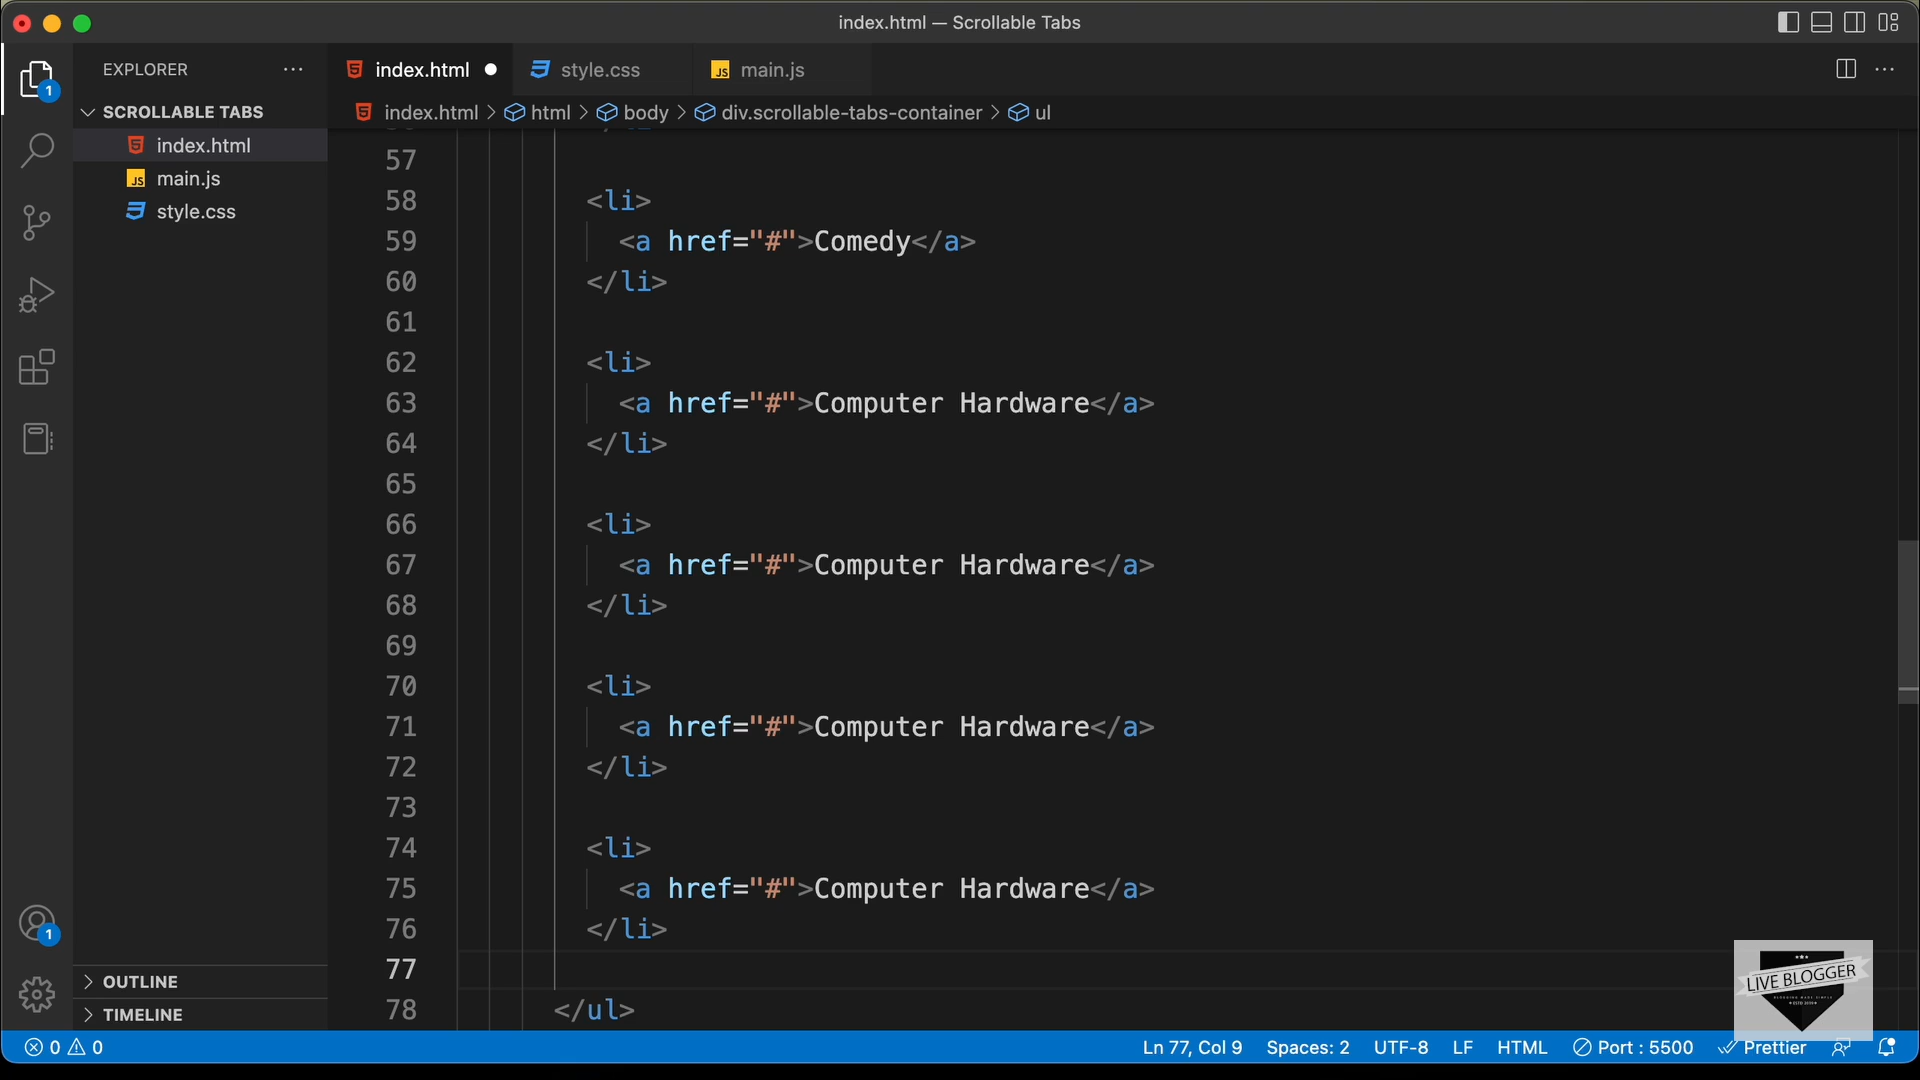 index.html — Scrollable Tabs
EXPLORER
index.html
style.css
JS main.js
1
SCROLLABLE TABS
index.html > html > body > div.scrollable-tabs-container > ul
index.html
JS main.js
style.css
57
58 <li>
59 <a href="#">Comedy</a>
60 </li>
61
62 <li>
63 <a href="#">Computer Hardware</a>
64 </li>
65
66 <li>
67 <a href="#">Computer Hardware</a>
68 </li>
69
70 <li>
71 <a href="#">Computer Hardware</a>
72 </li>
73
74 <li>
75 <a href="#">Computer Hardware</a>
76 </li>
77
78 </ul>
1
OUTLINE
TIMELINE
LIVE BLOGGER
0 0
Ln 77, Col 9
Spaces: 2
UTF-8
LF
HTML
Port : 5500
Prettier